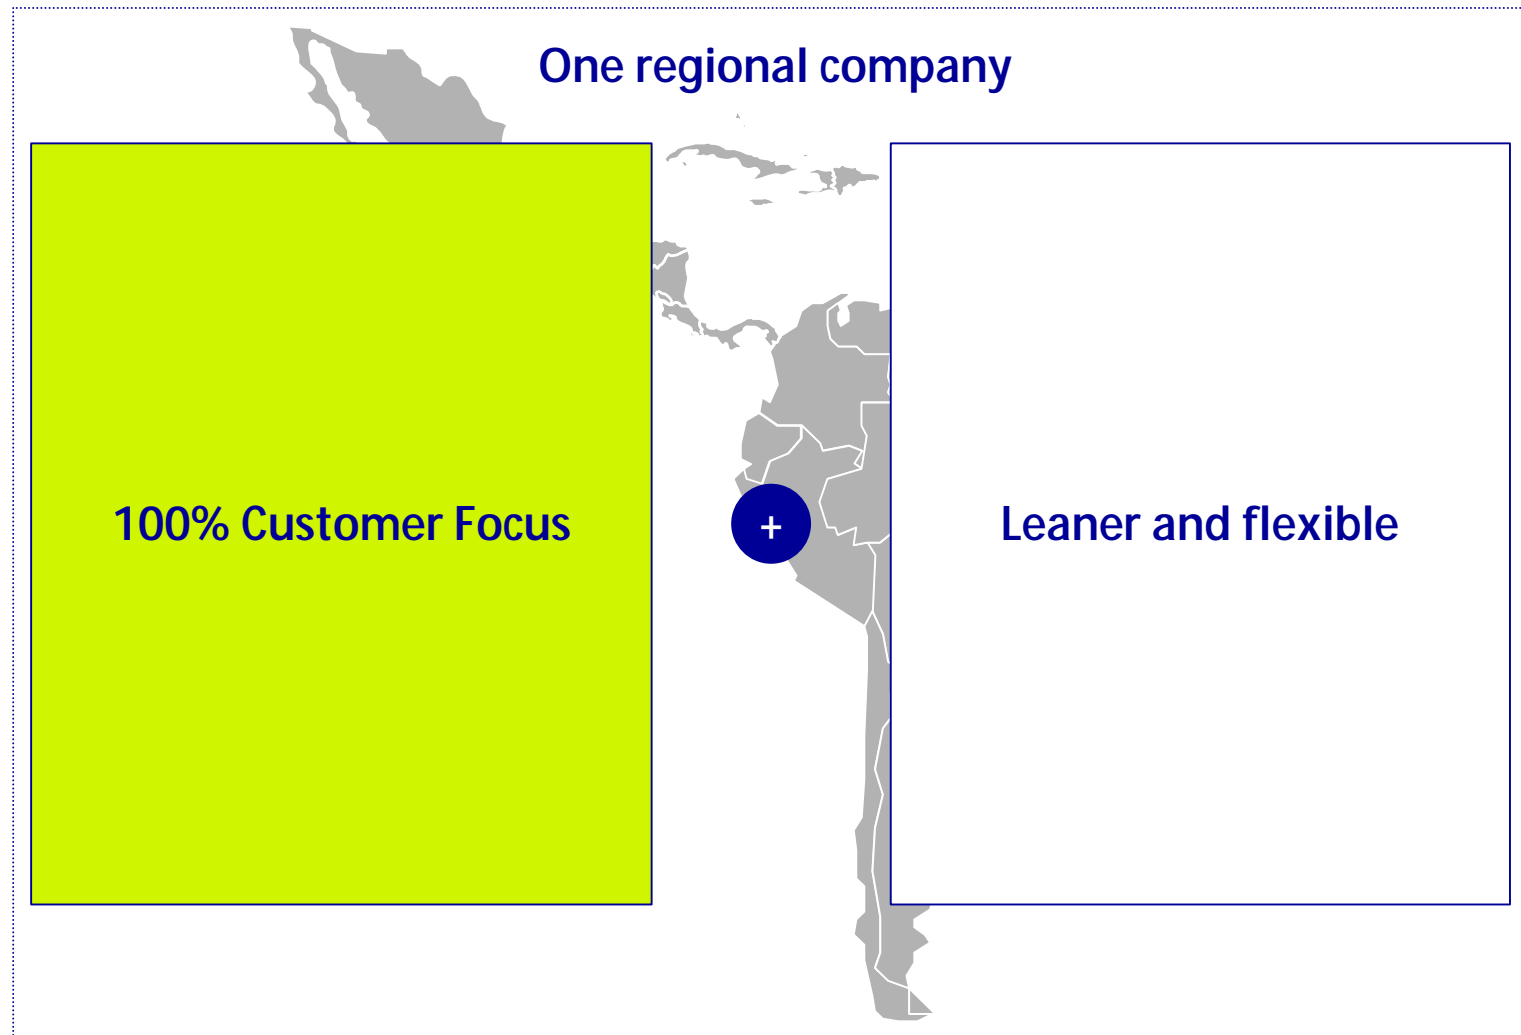 One regional company
100% Customer Focus
+
Leaner and flexible